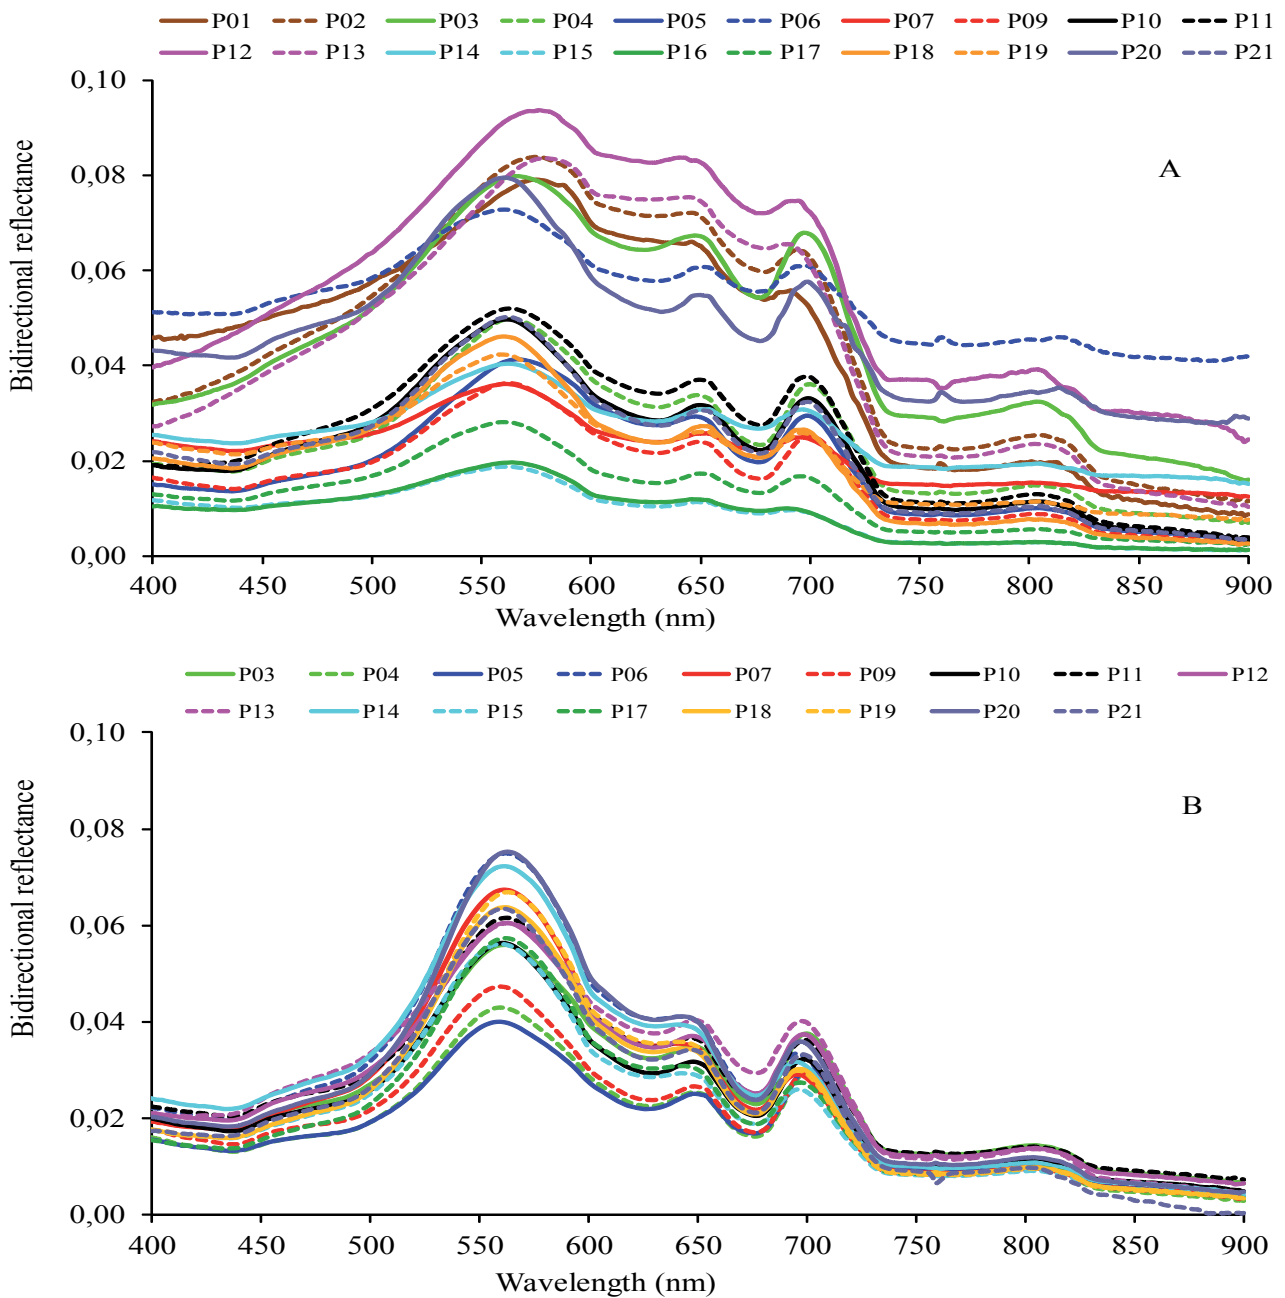 P01 P02 P03 P04 P05 P06 P07 P09 P10 P11
P12 P13 P14 P15 P16 P17 P18 P19 P20 P21
0,10
0,08
0,06
0,04
0,02
0,00
Bidirectional reflectance
A
400 450 500 550 600 650 700 750 800 850 900
Wavelength (nm)
P03 P04 P05 P06 P07 P09 P10 P11 P12
P13 P14 P15 P17 P18 P19 P20 P21
0,10
0,08
0,06
0,04
0,02
0,00
Bidirectional reflectance
B
400 450 500 550 600 650 700 750 800 850 900
Wavelength (nm)